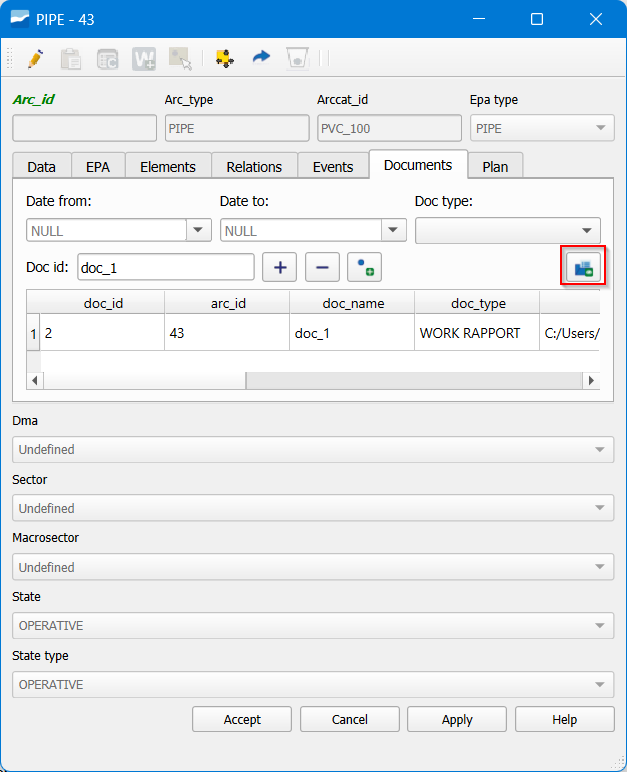 PIPE - 43
Arc_id Arc_type Arccat_id Epa type
PIPE PVC_100 PIPE
Data EPA Elements Relations Events Documents Plan
Date from: Date to: Doc type:
NULL NULL
Doc id: doc_1
doc_id arc_id doc_name doc_type
1 2 43 doc_1 WORK RAPPORT C:/Users/
Dma
Undefined
Sector
Undefined
Macrosector
Undefined
State
OPERATIVE
State type
OPERATIVE
Accept Cancel Apply Help